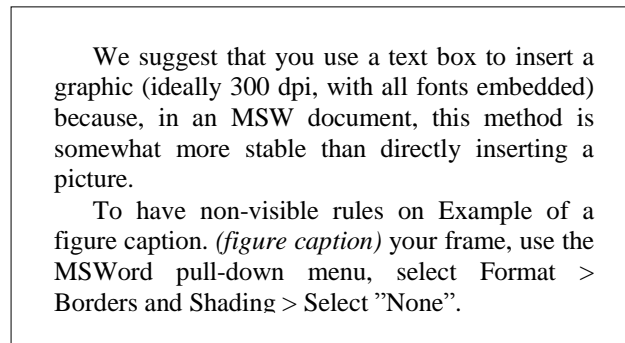 We suggest that you use a text box to insert a
graphic (ideally 300 dpi, with all fonts embedded)
because, in an MSW document, this method is
somewhat more stable than directly inserting a
picture.
To have non-visible rules on Example of a
figure caption. (figure caption) your frame, use the
MSWord pull-down menu, select Format >
Borders and Shading > Select ”None”.